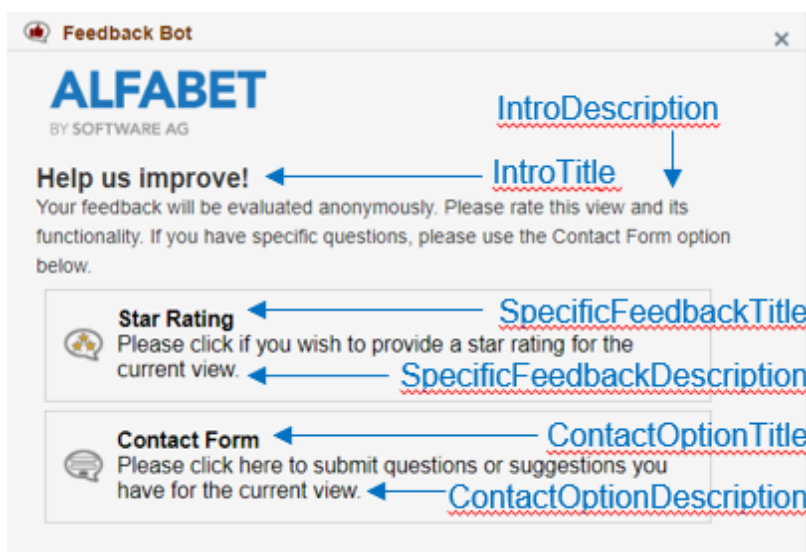 Feedback Bot
×
ALFABET
BY SOFTWARE AG
IntroDescription
Help us improve!
IntroTitle
Your feedback will be evaluated anonymously. Please rate this view and its
functionality. If you have specific questions, please use the Contact Form option
below.
Star Rating
SpecificFeedbackTitle
Please click if you wish to provide a star rating for the
current view.
SpecificFeedbackDescription
Contact Form
ContactOptionTitle
Please click here to submit questions or suggestions you
have for the current view.
ContactOptionDescription